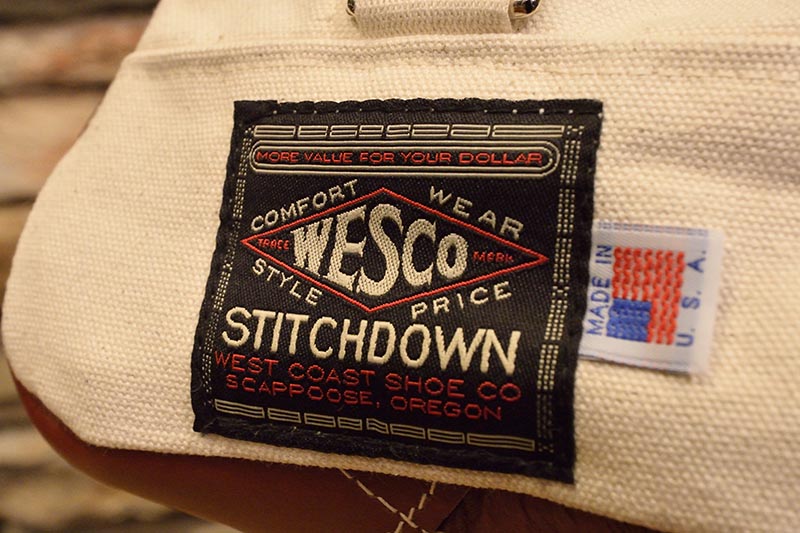 MORE VALUE FOR YOUR DOLLAR
COMFORT WEAR
TRADE WESCO MARK
STYLE PRICE
STITCHDOWN
WEST COAST SHOE CO
SCAPPOOSE, OREGON
MADE IN
U. S. A.